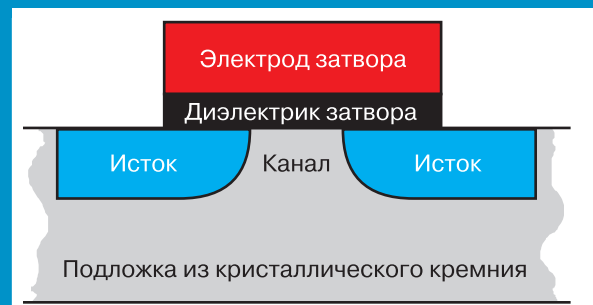 Электрод затвора
Диэлектрик затвора
Исток
Канал
Исток
Подложка из кристаллического кремния